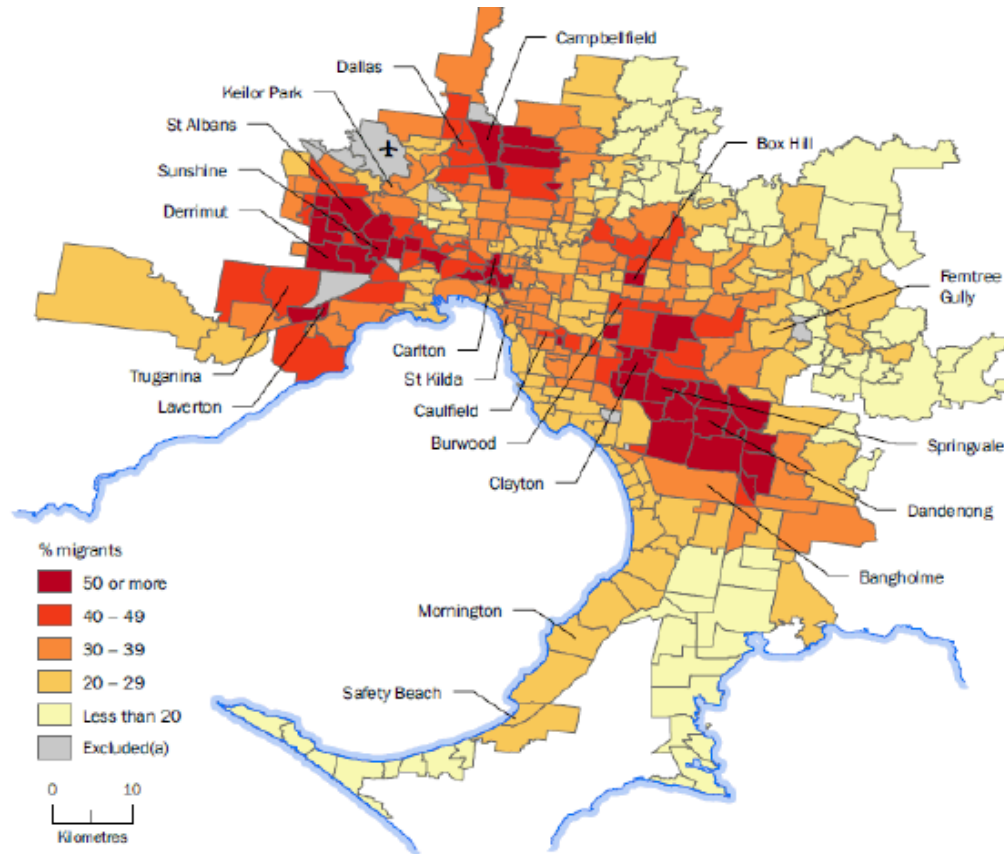 Campbellfield
Dallas
Keilor Park
St Albans
Box Hill
Sunshine
Derrimut
Ferntree
Gully
Carlton
Truganina
St Kilda
Laverton
Caulfield
Burwood
Springvale
Clayton
Dandenong
% migrants
50 or more
Bangholme
40 – 49
Mornington
30 – 39
20 – 29
Safety Beach
Less than 20
Excluded(a)
0 10
Kilometres